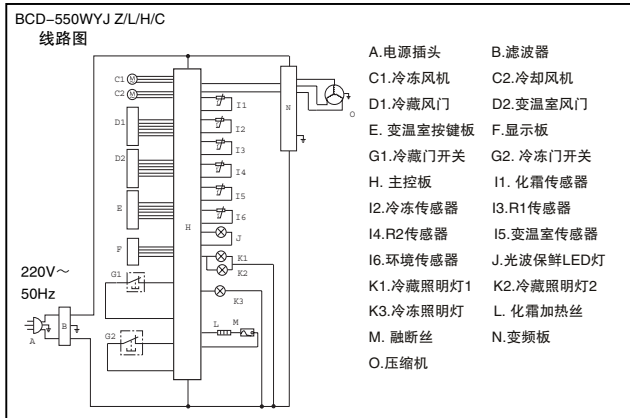 BCD–550WYJ Z/L/H/C
线路图
A.电源插头 B.滤波器
C1.冷冻风机 C2.冷却风机
D1.冷藏风门 D2.变温室风门
E. 变温室按键板 F.显示板
G1.冷藏门开关 G2. 冷冻门开关
H. 主控板 I1. 化霜传感器
I2.冷冻传感器 I3.R1传感器
I4.R2传感器 I5.变温室传感器
I6.环境传感器 J.光波保鲜LED灯
K1.冷藏照明灯1 K2.冷藏照明灯2
K3.冷冻照明灯 L. 化霜加热丝
M. 融断丝 N.变频板
O.压缩机
C1 M
C2 M
D1
D2
E
F
G1
G2
H
I1
I2
I3
I4
I5
I6
J
K1
K2
K3
L M
N
O
220V～
50Hz
A
B